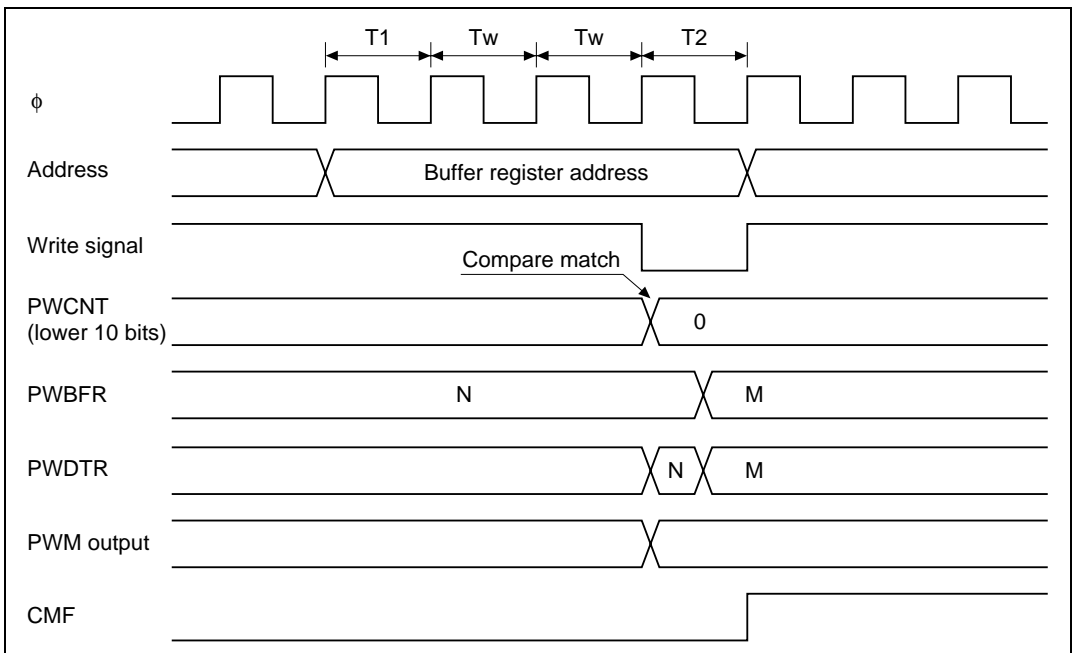 T1 Tw Tw T2
ϕ
Address Buffer register address
Write signal
Compare match
PWCNT
(lower 10 bits) 0
PWBFR N M
PWDTR N M
PWM output
CMF